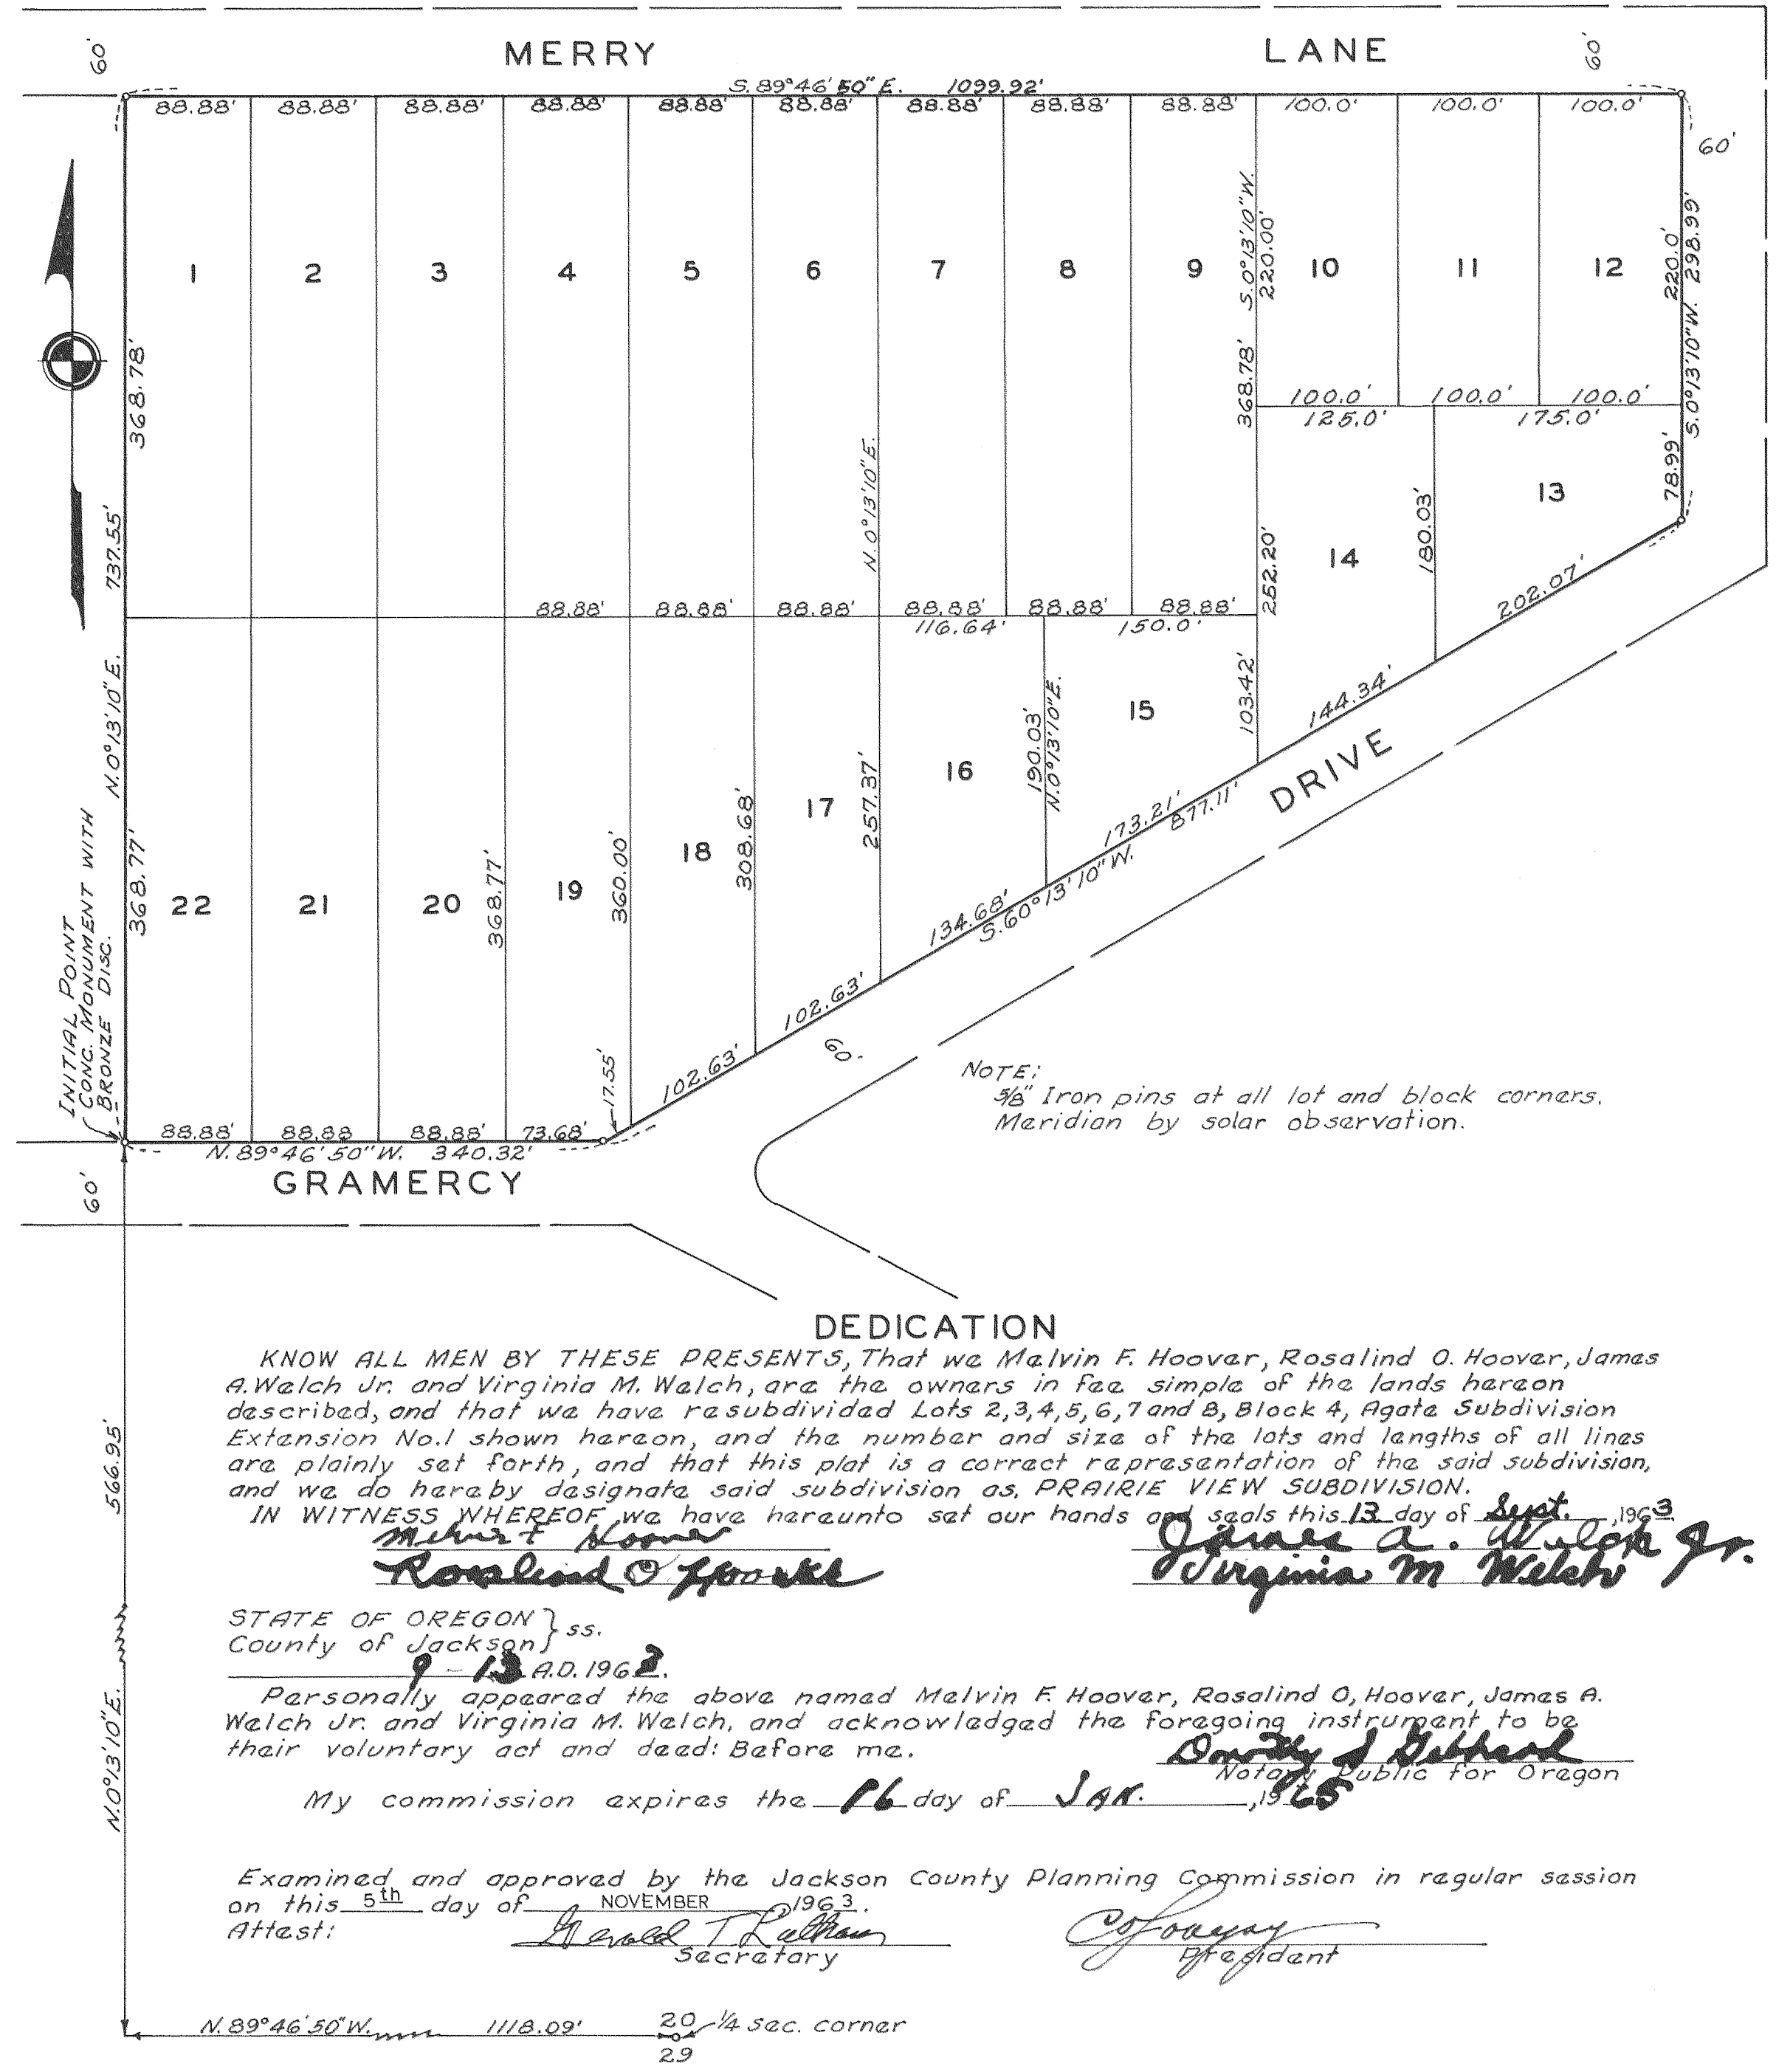 60'
MERRY LANE
60'
S. 89°46'50" E. 1099.92'
88.88' 88.88' 88.88' 88.88' 88.88' 88.88' 88.88' 88.88' 88.88' 100.0' 100.0' 100.0'
60'
1 2 3 4 5 6 7 8 9 10 11 12
368.78'
S. 0°13'10" W.
220.00'
368.78'
220.0'
S. 0°13'10" W. 298.99'
100.0' 100.0' 100.0'
125.0' 175.0'
78.99'
13
180.03'
14
N. 0°13'10" E.
252.20'
202.07'
737.55'
N. 0°13'10" E.
88.88' 88.88' 88.88' 88.88' 88.88' 88.88'
116.64' 150.0'
103.42'
144.34'
15
190.03'
N. 0°13'10" E.
16
DRIVE
257.37'
17
308.68'
18
360.00'
19
368.77'
20
21
22
368.77'
173.21'
877.11'
S. 60°13'10" W.
134.68'
102.63'
102.63'
17.55'
60'
INITIAL POINT
CONC. MONUMENT WITH
BRONZE DISC.
NOTE:
5/8" Iron pins at all lot and block corners.
Meridian by solar observation.
88.88' 88.88 88.88' 73.68'
N. 89°46'50" W. 340.32'
60'
GRAMERCY
DEDICATION
KNOW ALL MEN BY THESE PRESENTS, That we Melvin F. Hoover, Rosalind O. Hoover, James
A. Welch Jr. and Virginia M. Welch, are the owners in fee simple of the lands hereon
described, and that we have resubdivided Lots 2,3,4,5,6,7 and 8, Block 4, Agate Subdivision
Extension No.1 shown hereon, and the number and size of the lots and lengths of all lines
are plainly set forth, and that this plat is a correct representation of the said subdivision,
and we do hereby designate said subdivision as, PRAIRIE VIEW SUBDIVISION.
IN WITNESS WHEREOF we have hereunto set our hands and seals this 13 day of Sept. , 1963.
Melvin F Hoover James A. Welch Jr.
Rosalind O Hoover Virginia M Welch
566.95'
STATE OF OREGON } ss.
County of Jackson
9-13 A.D. 1963.
Personally appeared the above named Melvin F. Hoover, Rosalind O, Hoover, James A.
Welch Jr. and Virginia M. Welch, and acknowledged the foregoing instrument to be
their voluntary act and deed: Before me.
Dorothy
Notary Public for Oregon
My commission expires the 16 day of JAN. , 1965
N. 0°13'10" E.
Examined and approved by the Jackson County Planning Commission in regular session
on this 5th day of NOVEMBER , 1963.
Attest: Gerald T.
Secretary President
N. 89°46'50" W. 1118.09' 20 1/4 sec. corner
29